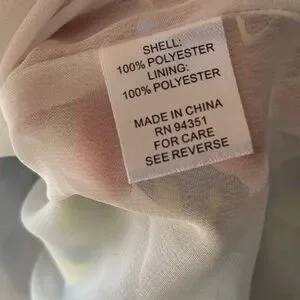 SHELL:
100% POLYESTER
LINING:
100% POLYESTER
MADE IN CHINA
RN 94351
FOR CARE
SEE REVERSE